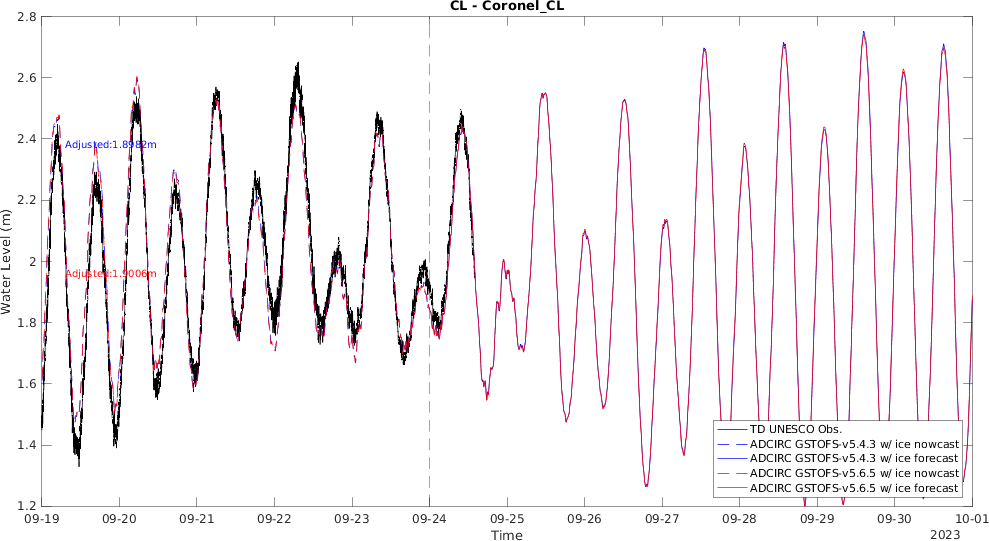 CL - Coronel_CL
2.8
2.6
2.4
2.2
2
1.8
1.6
1.4
1.2
Water Level (m)
Adjusted:1.8982m
Adjusted:1.9006m
TD UNESCO Obs.
ADCIRC GSTOFS-v5.4.3 w/ ice nowcast
ADCIRC GSTOFS-v5.4.3 w/ ice forecast
ADCIRC GSTOFS-v5.6.5 w/ ice nowcast
ADCIRC GSTOFS-v5.6.5 w/ ice forecast
09-19 09-20 09-21 09-22 09-23 09-24 09-25 09-26 09-27 09-28 09-29 09-30 10-01
Time
2023